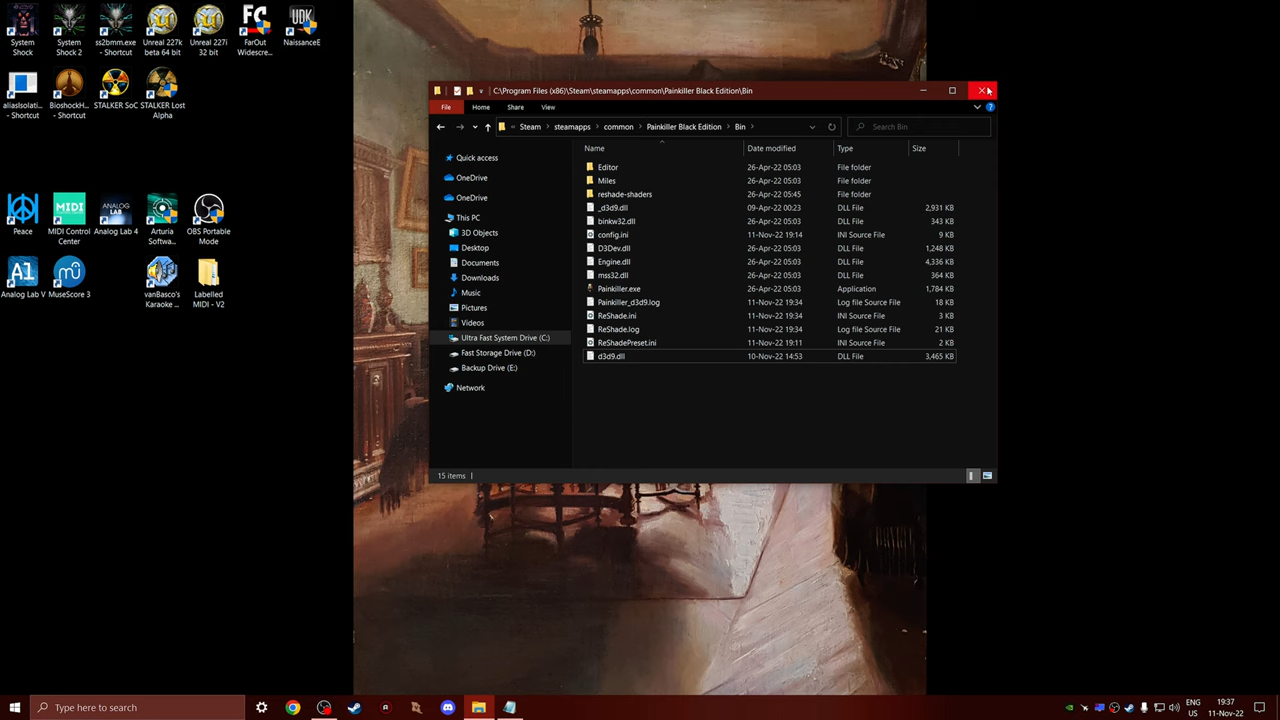 System Shock
System Shock 2
ss2bmm.exe - Shortcut
Unreal 227k beta 64 bit
Unreal 227i 32 bit
FarOut Widescre...
NaissanceE
aliasIsolati... - Shortcut
BioshockH... - Shortcut
STALKER SoC
STALKER Lost Alpha
Peace
MIDI Control Center
Analog Lab 4
Arturia Softwa...
OBS Portable Mode
Analog Lab V
MuseScore 3
vanBasco's Karaoke ...
Labelled MIDI - V2
C:\Program Files (x86)\Steam\steamapps\common\Painkiller Black Edition\Bin
File Home Share View
« Steam steamapps common Painkiller Black Edition Bin
Search Bin
Quick access
OneDrive
OneDrive
This PC
3D Objects
Desktop
Documents
Downloads
Music
Pictures
Videos
Ultra Fast System Drive (C:)
Fast Storage Drive (D:)
Backup Drive (E:)
Network
Name Date modified Type Size
Editor 26-Apr-22 05:03 File folder
Miles 26-Apr-22 05:03 File folder
reshade-shaders 26-Apr-22 05:45 File folder
_d3d9.dll 09-Apr-22 00:23 DLL File 2,931 KB
binkw32.dll 26-Apr-22 05:03 DLL File 343 KB
config.ini 11-Nov-22 19:14 INI Source File 9 KB
D3Dev.dll 26-Apr-22 05:03 DLL File 1,248 KB
Engine.dll 26-Apr-22 05:03 DLL File 4,336 KB
mss32.dll 26-Apr-22 05:03 DLL File 364 KB
Painkiller.exe 26-Apr-22 05:03 Application 1,784 KB
Painkiller_d3d9.log 11-Nov-22 19:34 Log file Source File 18 KB
ReShade.ini 11-Nov-22 19:34 INI Source File 3 KB
ReShade.log 11-Nov-22 19:34 Log file Source File 21 KB
ReShadePreset.ini 11-Nov-22 19:11 INI Source File 2 KB
d3d9.dll 10-Nov-22 14:53 DLL File 3,465 KB
15 items
Type here to search
ENG
US
19:37
11-Nov-22